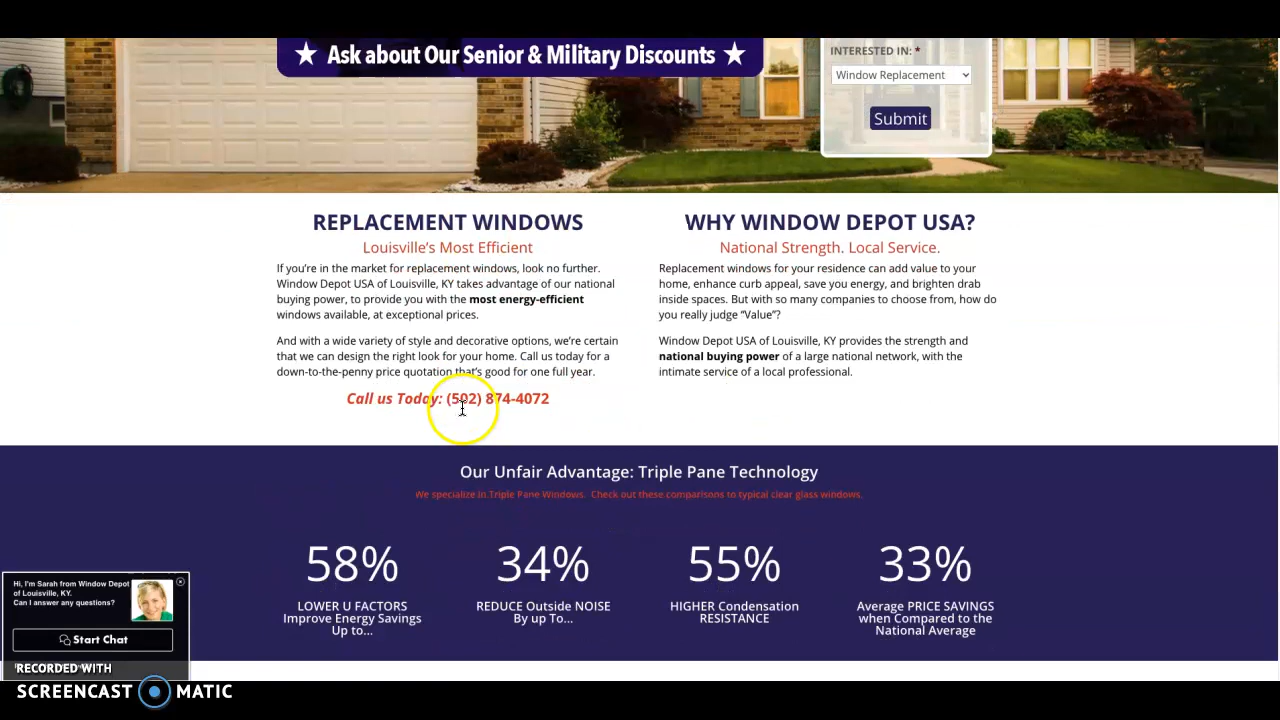 ★ Ask about Our Senior & Military Discounts ★
INTERESTED IN: *
Window Replacement
Submit
REPLACEMENT WINDOWS
Louisville's Most Efficient
If you're in the market for replacement windows, look no further.
Window Depot USA of Louisville, KY takes advantage of our national
buying power, to provide you with the most energy-efficient
windows available, at exceptional prices.
And with a wide variety of style and decorative options, we're certain
that we can design the right look for your home. Call us today for a
down-to-the-penny price quotation that's good for one full year.
Call us Today: (502) 874-4072
WHY WINDOW DEPOT USA?
National Strength. Local Service.
Replacement windows for your residence can add value to your
home, enhance curb appeal, save you energy, and brighten drab
inside spaces. But with so many companies to choose from, how do
you really judge "Value"?
Window Depot USA of Louisville, KY provides the strength and
national buying power of a large national network, with the
intimate service of a local professional.
Our Unfair Advantage: Triple Pane Technology
We specialize in Triple Pane Windows. Check out these comparisons to typical clear glass windows.
58%
LOWER U FACTORS
Improve Energy Savings
Up to...
34%
REDUCE Outside NOISE
By up To...
55%
HIGHER Condensation
RESISTANCE
33%
Average PRICE SAVINGS
when Compared to the
National Average
Hi, I'm Sarah from Window Depot
of Louisville, KY.
Can I answer any questions?
Start Chat
RECORDED WITH
SCREENCAST MATIC